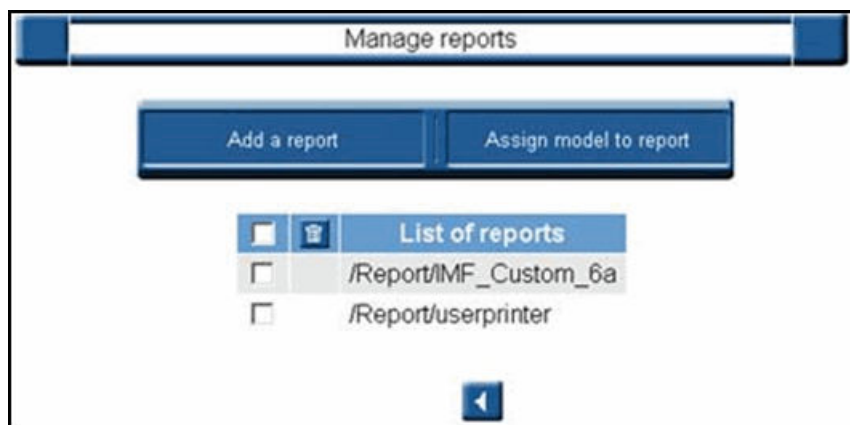 Manage reports
Add a report
Assign model to report
List of reports
/Report/IMF_Custom_6a
/Report/userprinter